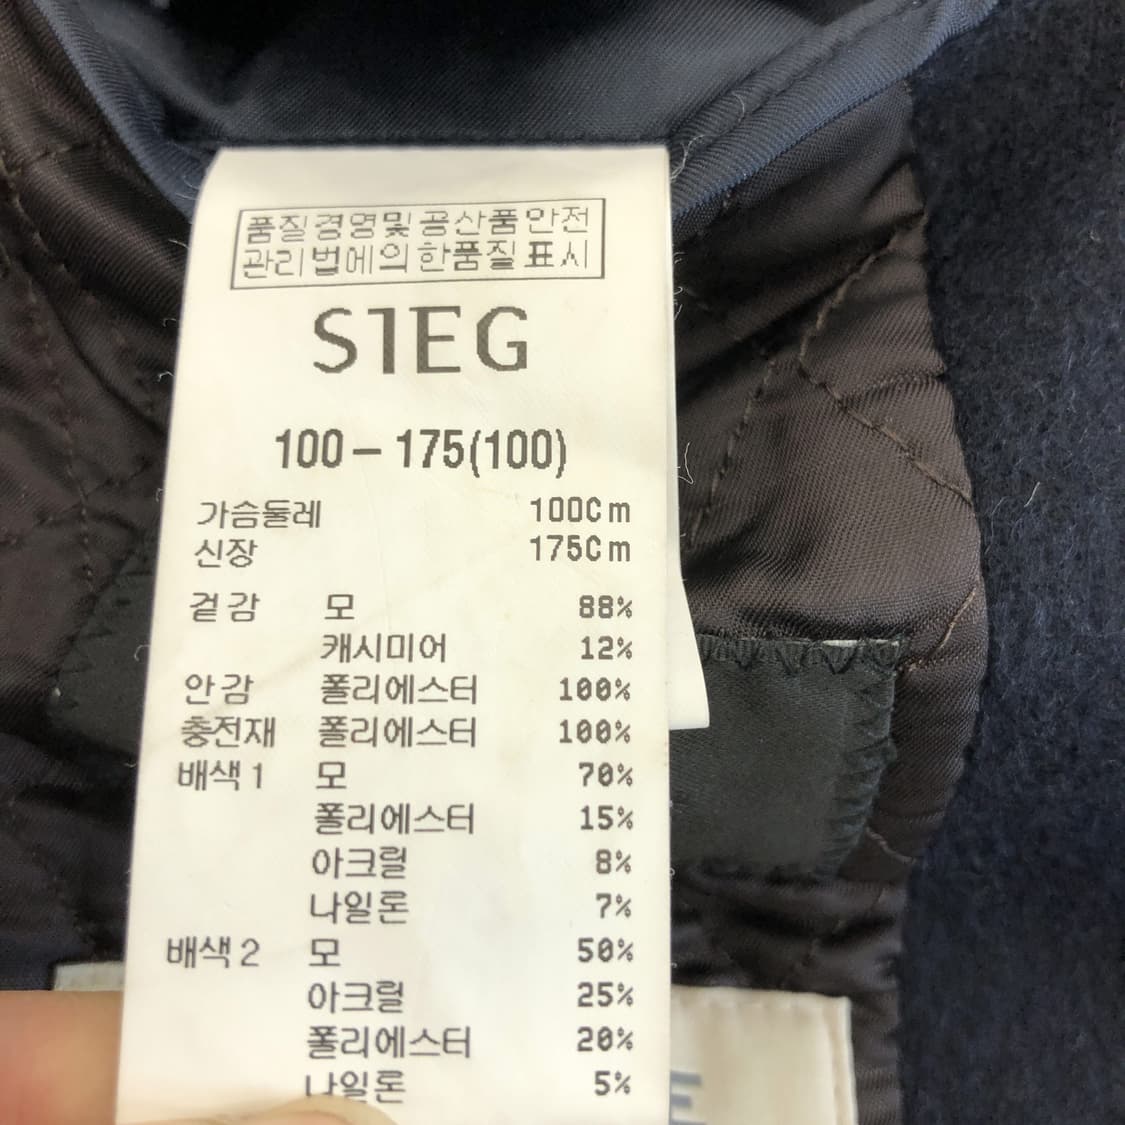 품질경영및공산품안전
관리법에의한품질표시
SIEG
100-175(100)
가슴둘레 100Cm
신장 175Cm
겉감 모 88%
캐시미어 12%
안감 폴리에스터 100%
충전재 폴리에스터 100%
배색1 모 70%
폴리에스터 15%
아크릴 8%
나일론 7%
배색2 모 50%
아크릴 25%
폴리에스터 20%
나일론 5%